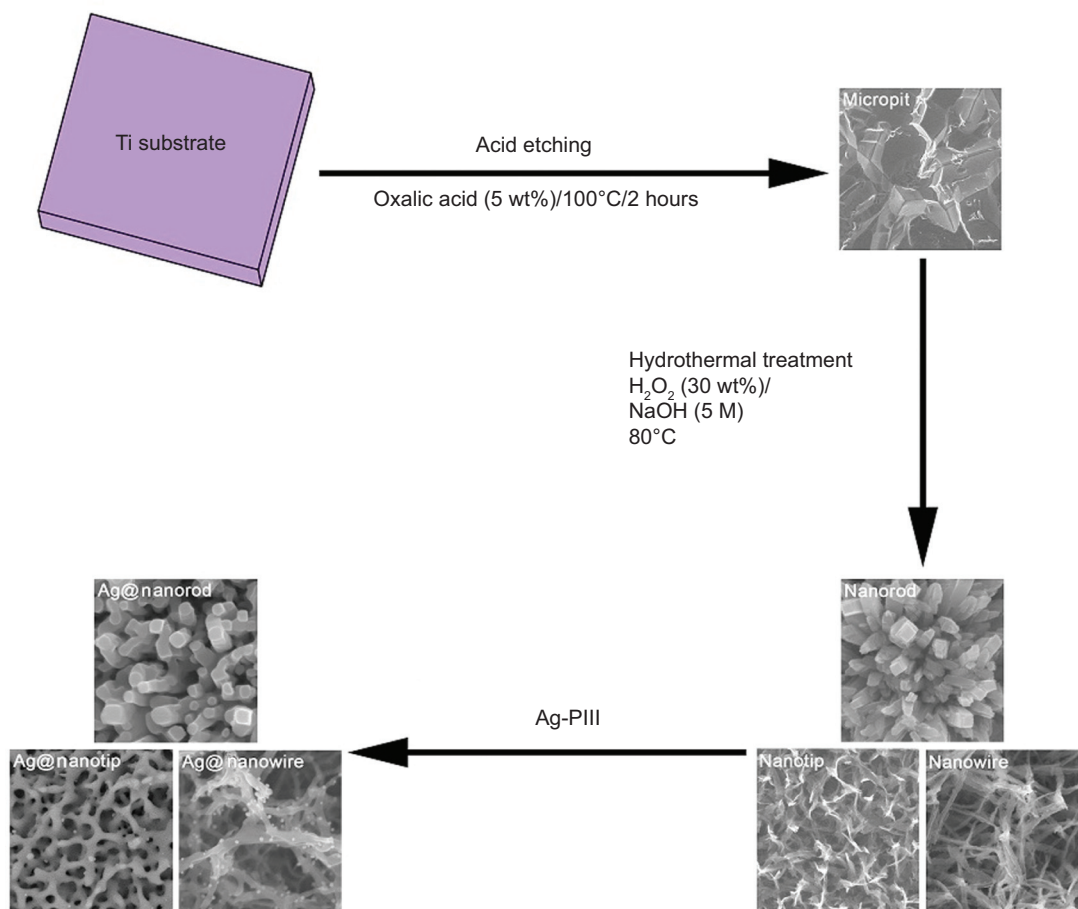 Ti substrate
Acid etching
Oxalic acid (5 wt%)/100°C/2 hours
Micropit
Hydrothermal treatment
H₂O₂ (30 wt%)/
NaOH (5 M)
80°C
Ag@nanorod
Nanorod
Ag-PIII
Ag@nanotip
Ag@nanowire
Nanotip
Nanowire